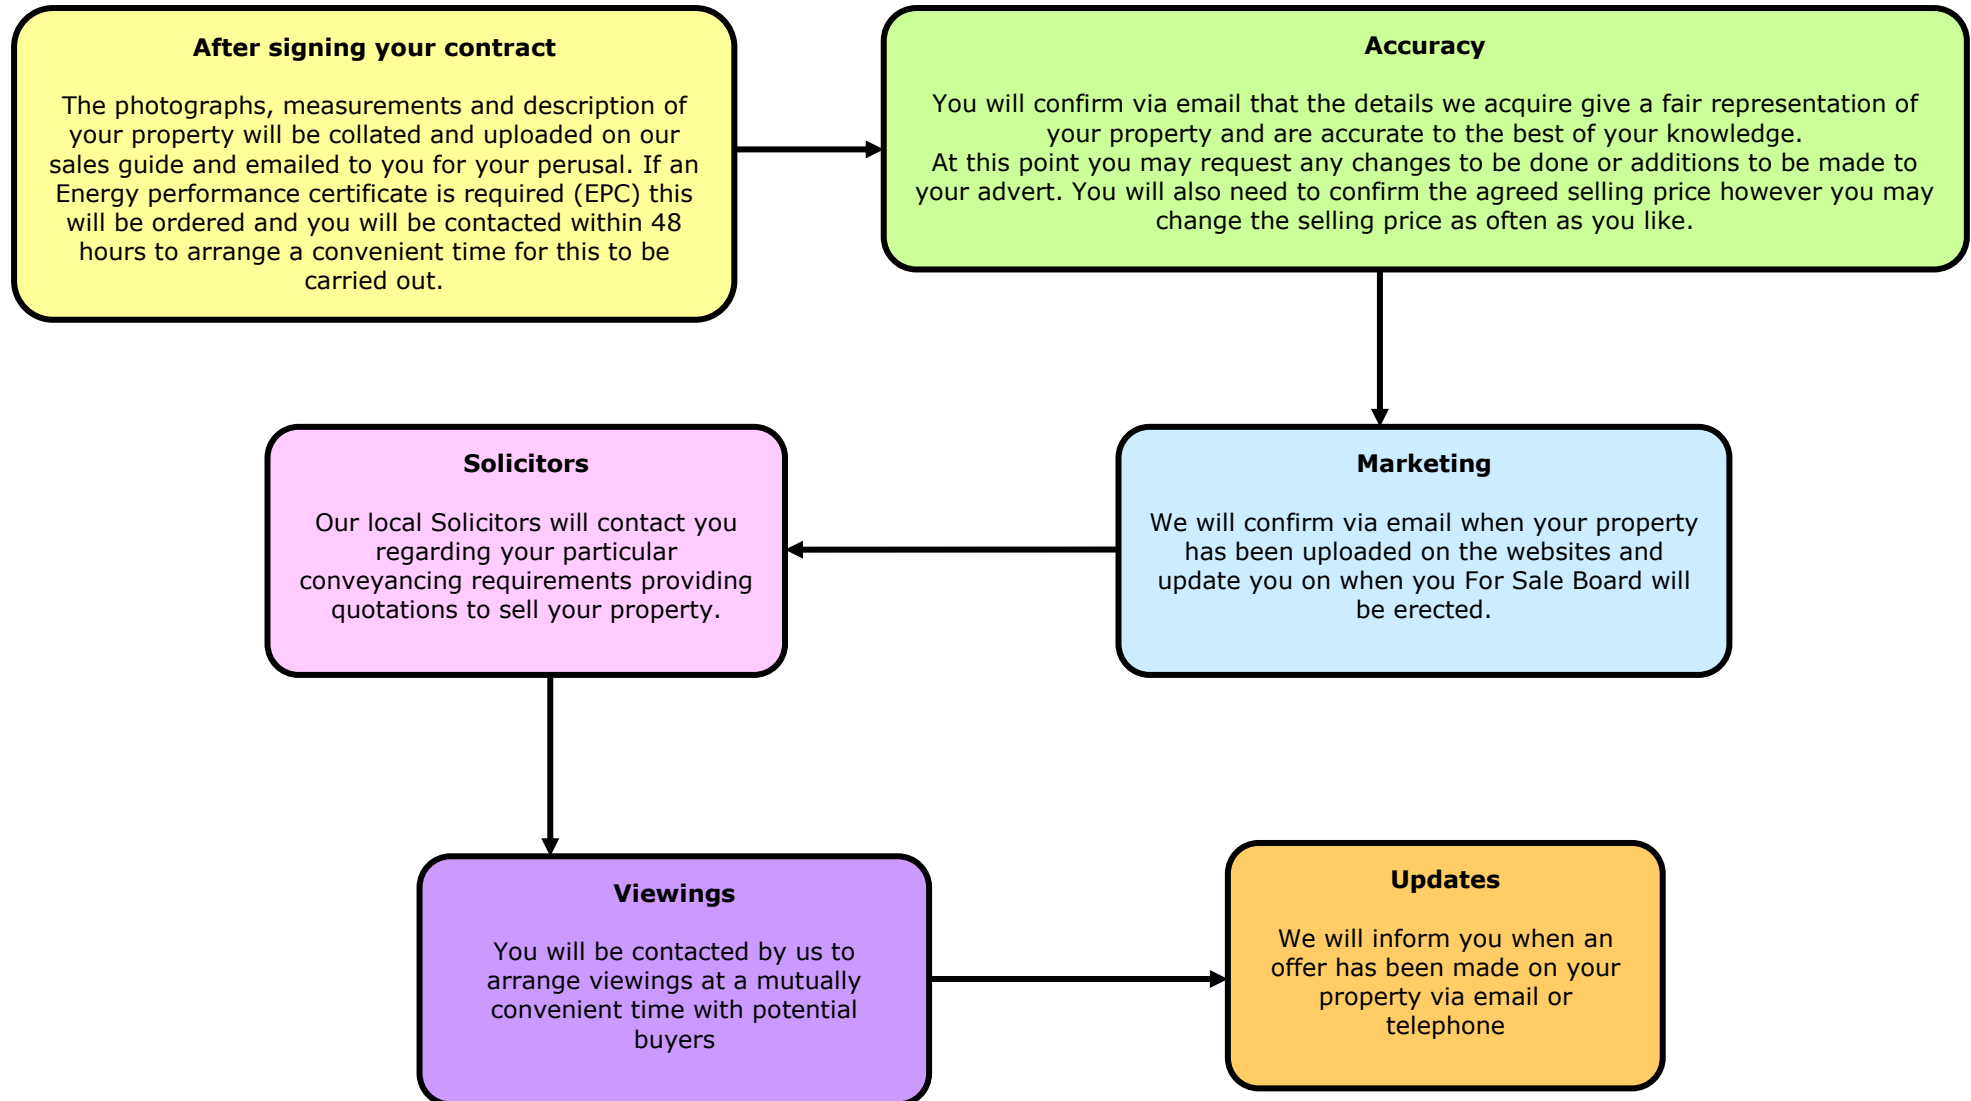 After signing your contract
The photographs, measurements and description of
your property will be collated and uploaded on our
sales guide and emailed to you for your perusal. If an
Energy performance certificate is required (EPC) this
will be ordered and you will be contacted within 48
hours to arrange a convenient time for this to be
carried out.
Accuracy
You will confirm via email that the details we acquire give a fair representation of
your property and are accurate to the best of your knowledge.
At this point you may request any changes to be done or additions to be made to
your advert. You will also need to confirm the agreed selling price however you may
change the selling price as often as you like.
Marketing
We will confirm via email when your property
has been uploaded on the websites and
update you on when you For Sale Board will
be erected.
Solicitors
Our local Solicitors will contact you
regarding your particular
conveyancing requirements providing
quotations to sell your property.
Viewings
You will be contacted by us to
arrange viewings at a mutually
convenient time with potential
buyers
Updates
We will inform you when an
offer has been made on your
property via email or
telephone